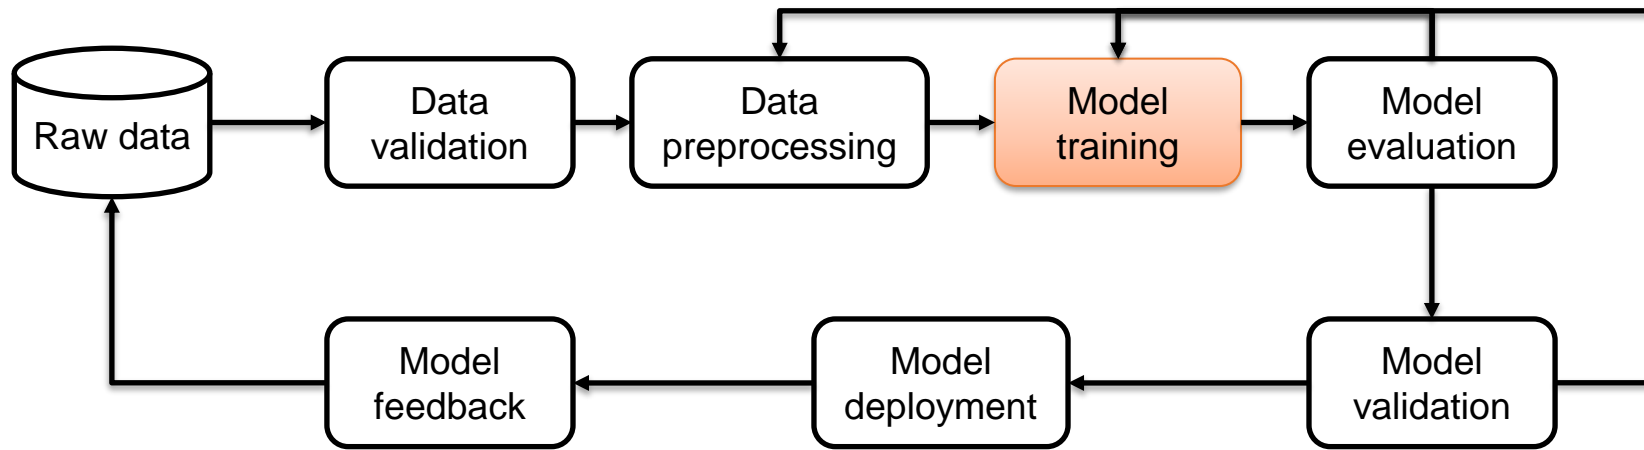 Raw data
Data
validation
Data
preprocessing
Model
training
Model
evaluation
Model
feedback
Model
deployment
Model
validation